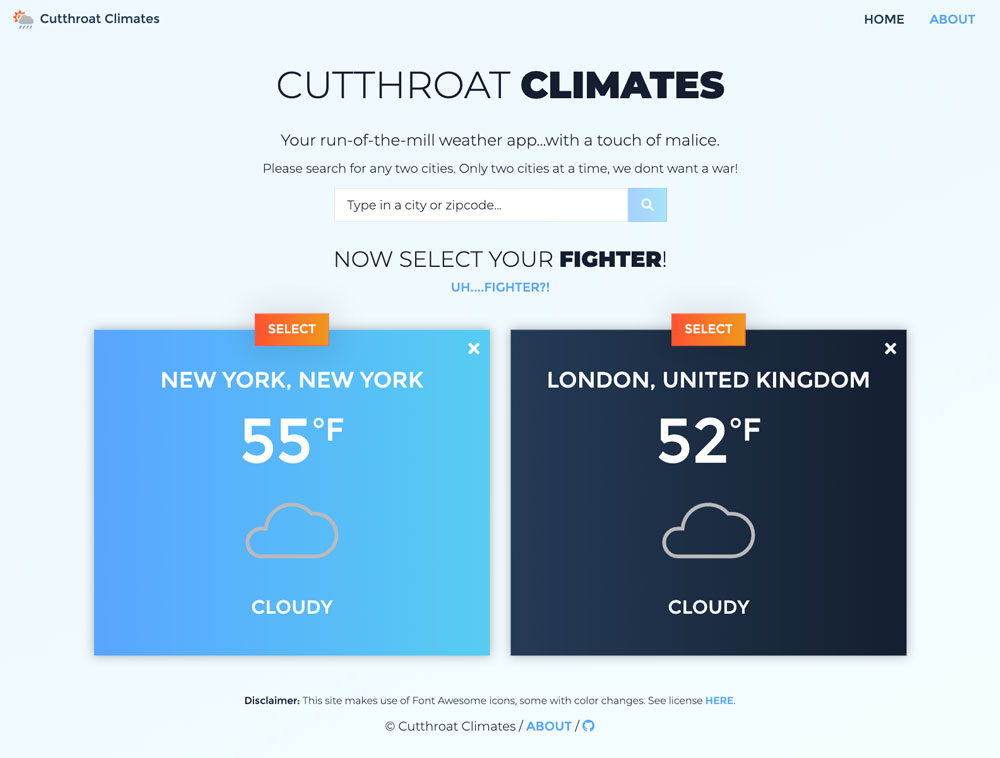 Cutthroat Climates
HOME
ABOUT
CUTTHROAT CLIMATES
Your run-of-the-mill weather app...with a touch of malice.
Please search for any two cities. Only two cities at a time, we dont want a war!
Type in a city or zipcode...
NOW SELECT YOUR FIGHTER!
UH....FIGHTER?!
SELECT
NEW YORK, NEW YORK
55°F
CLOUDY
SELECT
LONDON, UNITED KINGDOM
52°F
CLOUDY
Disclaimer: This site makes use of Font Awesome icons, some with color changes. See license HERE.
© Cutthroat Climates / ABOUT /